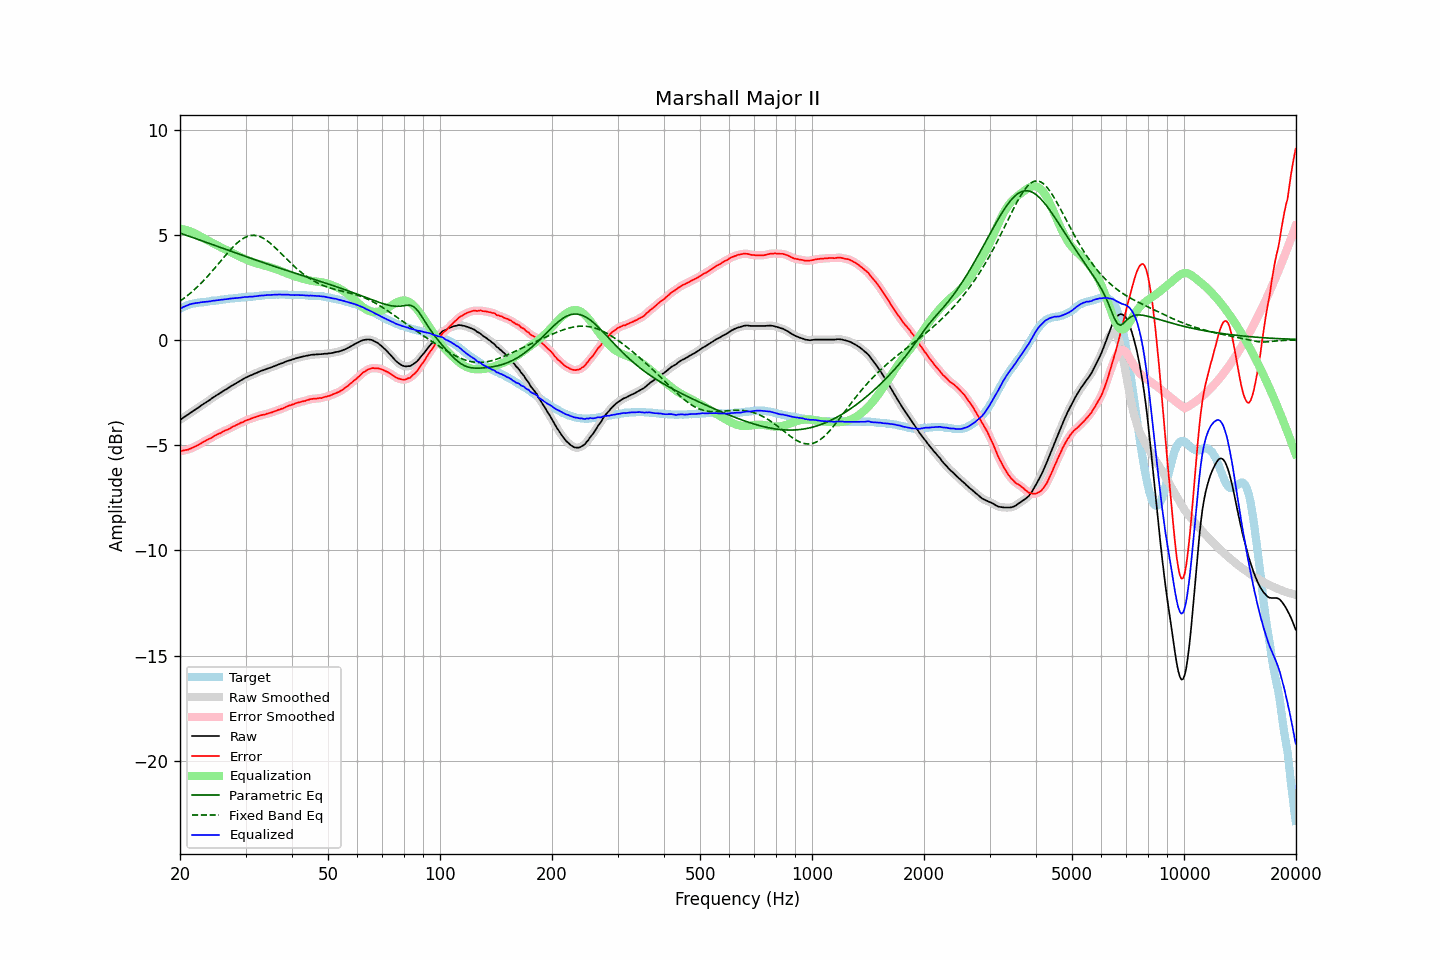 Marshall Major II
10
5
0
−5
−10
−15
−20
Amplitude (dBr)
Target
Raw Smoothed
Error Smoothed
Raw
Error
Equalization
Parametric Eq
Fixed Band Eq
Equalized
20 50 100 200 500 1000 2000 5000 10000 20000
Frequency (Hz)